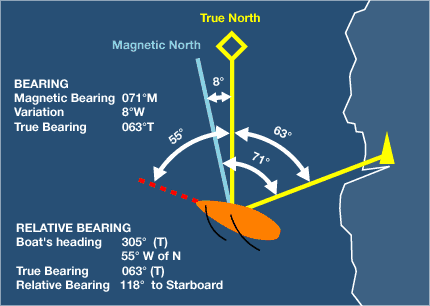 True North
Magnetic North
8°
BEARING
Magnetic Bearing 071°M
Variation 8°W
True Bearing 063°T
55°
63°
71°
RELATIVE BEARING
Boat's heading 305° (T)
55° W of N
True Bearing 063° (T)
Relative Bearing 118° to Starboard